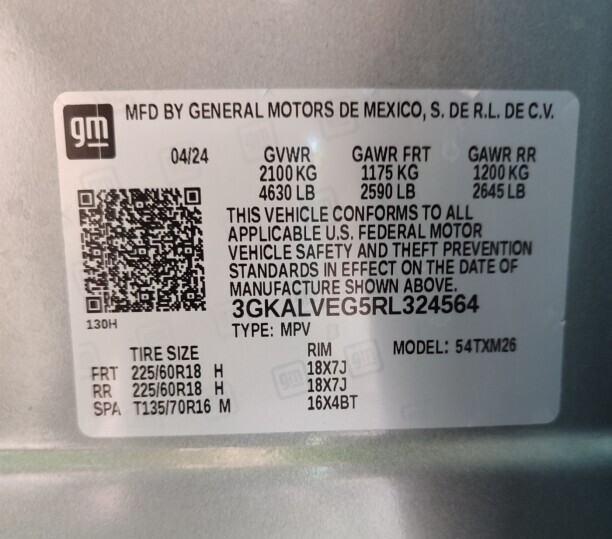 gm
MFD BY GENERAL MOTORS DE MEXICO, S. DE R.L. DE C.V.
04/24 GVWR GAWR FRT GAWR RR
2100 KG 1175 KG 1200 KG
4630 LB 2590 LB 2645 LB
THIS VEHICLE CONFORMS TO ALL
APPLICABLE U.S. FEDERAL MOTOR
VEHICLE SAFETY AND THEFT PREVENTION
STANDARDS IN EFFECT ON THE DATE OF
MANUFACTURE SHOWN ABOVE.
3GKALVEG5RL324564
130H
TYPE: MPV
TIRE SIZE RIM MODEL: 54TXM26
FRT 225/60R18 H 18X7J
RR 225/60R18 H 18X7J
SPA T135/70R16 M 16X4BT